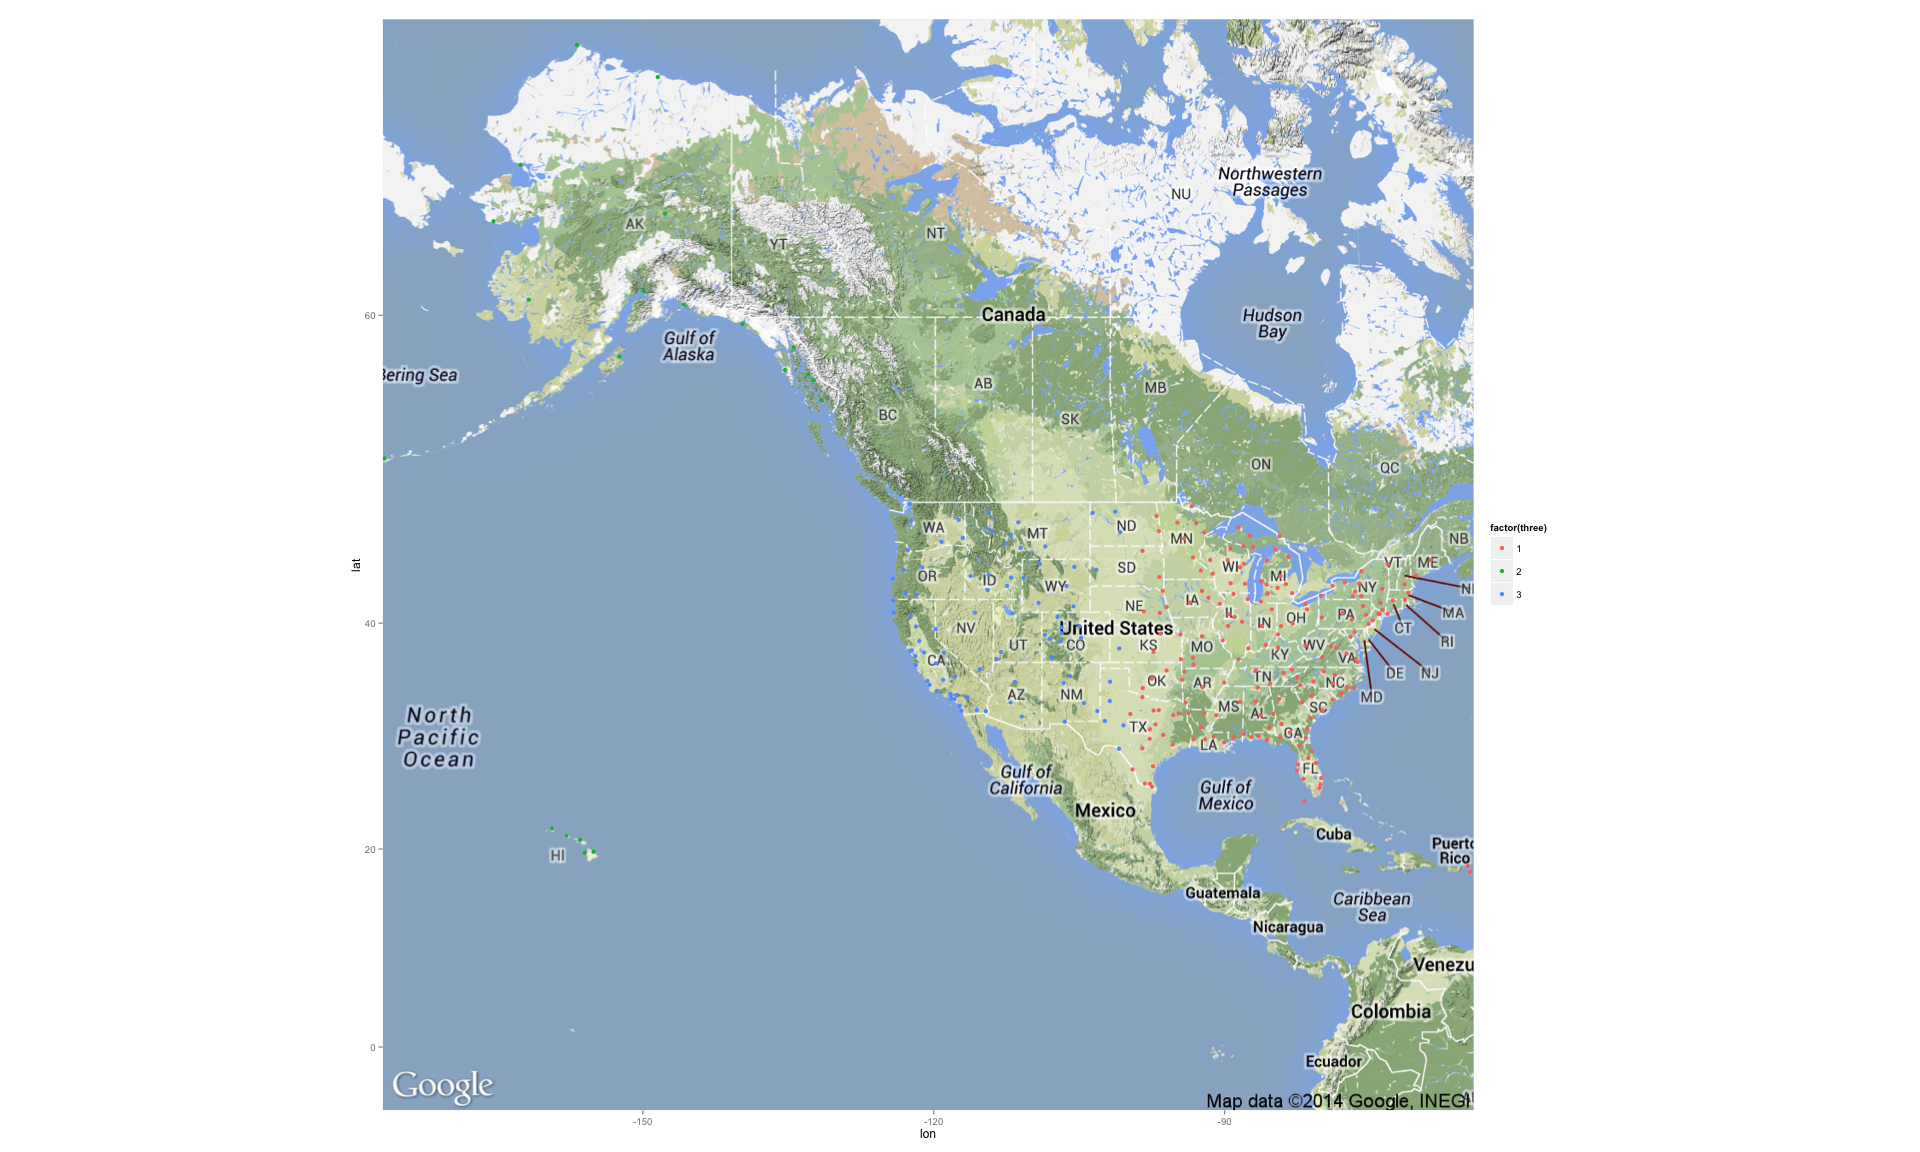 Northwestern
Passages
NU
AK
YT
NT
60
Canada
Hudson
Bay
Gulf of
Alaska
Bering Sea
AB
MB
BC
SK
ON
QC
WA
MT
ND
MN
NB
VT
ME
WI
MI
SD
OR
ID
WY
NY
lat
factor(three)
1
2
3
NE
IA
IL
IN
OH
PA
MA
CT
RI
40
NV
United States
UT
CO
KS
MO
KY
WV
VA
CA
DE
NJ
MD
AZ
NM
OK
AR
TN
NC
MS
AL
SC
TX
LA
GA
FL
North
Pacific
Ocean
Gulf of
California
Gulf of
Mexico
Mexico
Cuba
Puerto
Rico
20
HI
Guatemala
Caribbean
Sea
Nicaragua
Venezu
Colombia
0
Ecuador
Google
Map data ©2014 Google, INEGI
-150
-120
-90
lon